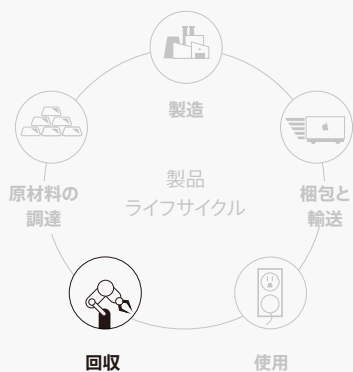 製造
原材料の
調達
製品
ライフサイクル
梱包と
輸送
回収
使用